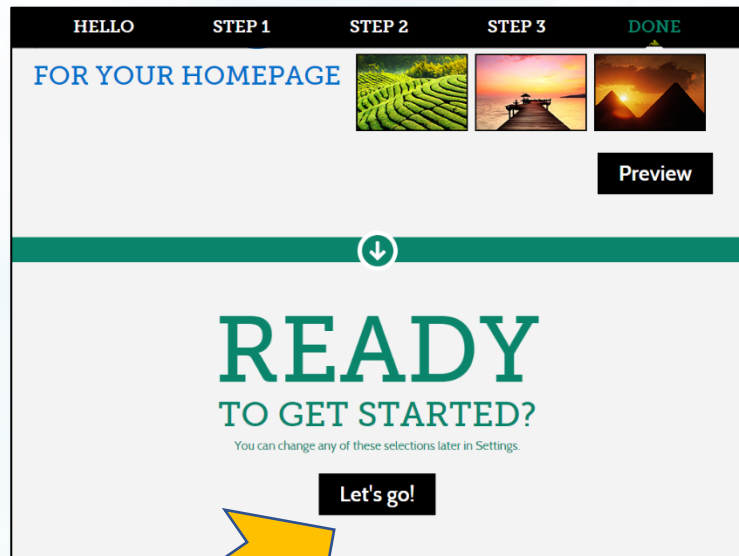 HELLO STEP 1 STEP 2 STEP 3 DONE
FOR YOUR HOMEPAGE
Preview
READY
TO GET STARTED?
You can change any of these selections later in Settings.
Let's go!